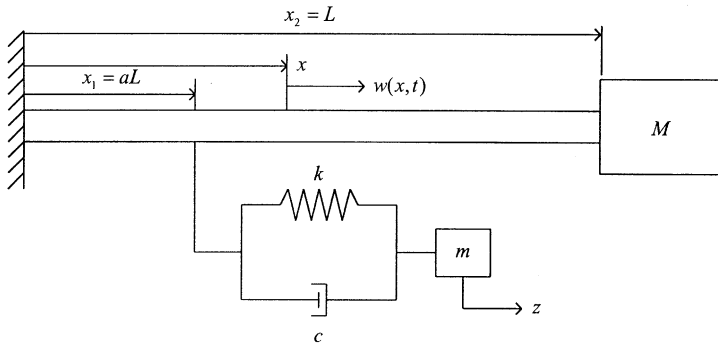 x₂ = L
x
x₁ = aL
w(x,t)
M
k
m
z
c